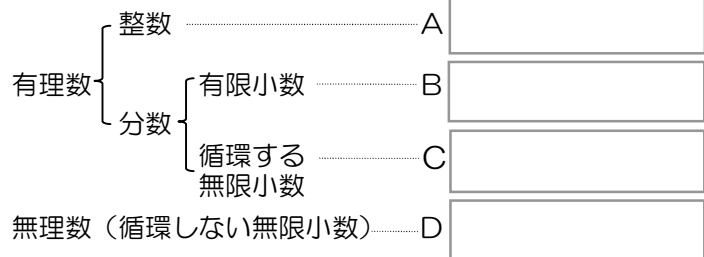 整数 A
有理数 有限小数 B
分数
循環する C
無限小数
無理数（循環しない無限小数） D